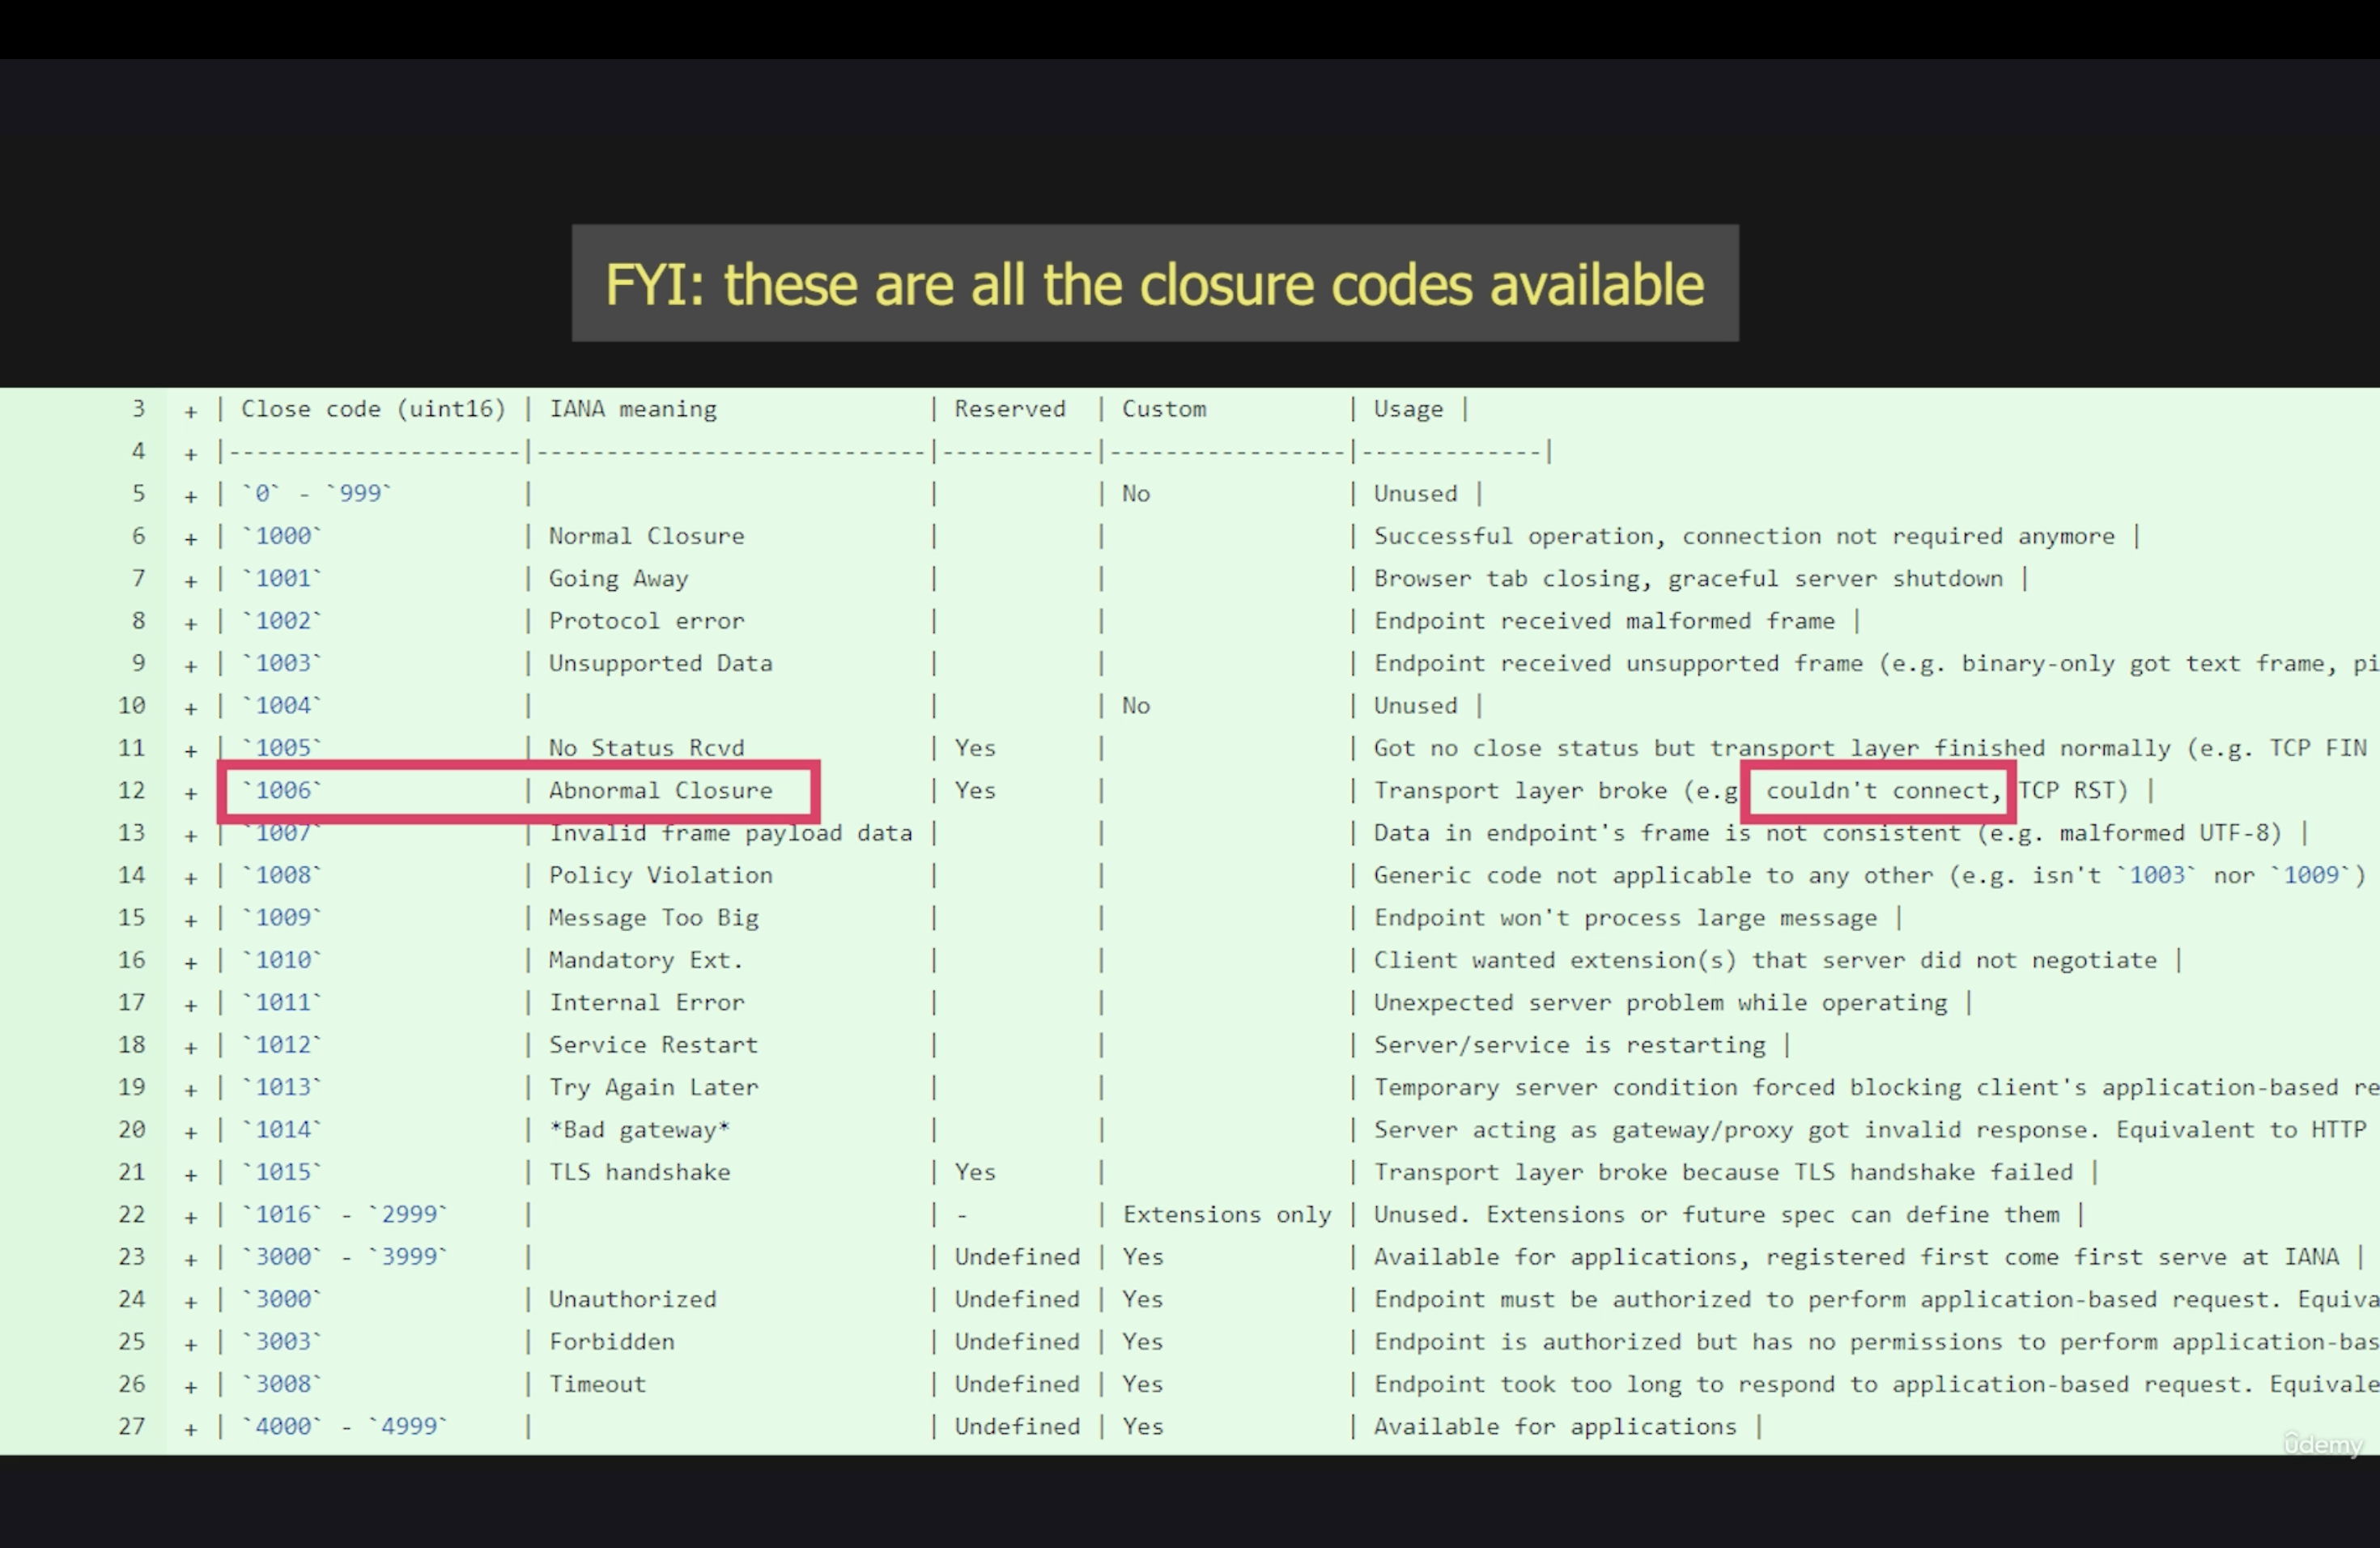 FYI: these are all the closure codes available
3 + | Close code (uint16) | IANA meaning | Reserved | Custom | Usage |
4 + |---------------------|----------------------------|-----------|-----------------|-------------|
5 + | `0` - `999` | | | No | Unused |
6 + | `1000` | Normal Closure | | | Successful operation, connection not required anymore |
7 + | `1001` | Going Away | | | Browser tab closing, graceful server shutdown |
8 + | `1002` | Protocol error | | | Endpoint received malformed frame |
9 + | `1003` | Unsupported Data | | | Endpoint received unsupported frame (e.g. binary-only got text frame, pi
10 + | `1004` | | | No | Unused |
11 + | `1005` | No Status Rcvd | Yes | | Got no close status but transport layer finished normally (e.g. TCP FIN
12 + | `1006` | Abnormal Closure | Yes | | Transport layer broke (e.g couldn't connect, TCP RST) |
13 + | `1007` | Invalid frame payload data | | | Data in endpoint's frame is not consistent (e.g. malformed UTF-8) |
14 + | `1008` | Policy Violation | | | Generic code not applicable to any other (e.g. isn't `1003` nor `1009`)
15 + | `1009` | Message Too Big | | | Endpoint won't process large message |
16 + | `1010` | Mandatory Ext. | | | Client wanted extension(s) that server did not negotiate |
17 + | `1011` | Internal Error | | | Unexpected server problem while operating |
18 + | `1012` | Service Restart | | | Server/service is restarting |
19 + | `1013` | Try Again Later | | | Temporary server condition forced blocking client's application-based re
20 + | `1014` | *Bad gateway* | | | Server acting as gateway/proxy got invalid response. Equivalent to HTTP
21 + | `1015` | TLS handshake | Yes | | Transport layer broke because TLS handshake failed |
22 + | `1016` - `2999` | | - | Extensions only | Unused. Extensions or future spec can define them |
23 + | `3000` - `3999` | | Undefined | Yes | Available for applications, registered first come first serve at IANA |
24 + | `3000` | Unauthorized | Undefined | Yes | Endpoint must be authorized to perform application-based request. Equiva
25 + | `3003` | Forbidden | Undefined | Yes | Endpoint is authorized but has no permissions to perform application-bas
26 + | `3008` | Timeout | Undefined | Yes | Endpoint took too long to respond to application-based request. Equivale
27 + | `4000` - `4999` | | Undefined | Yes | Available for applications |
ûdemy